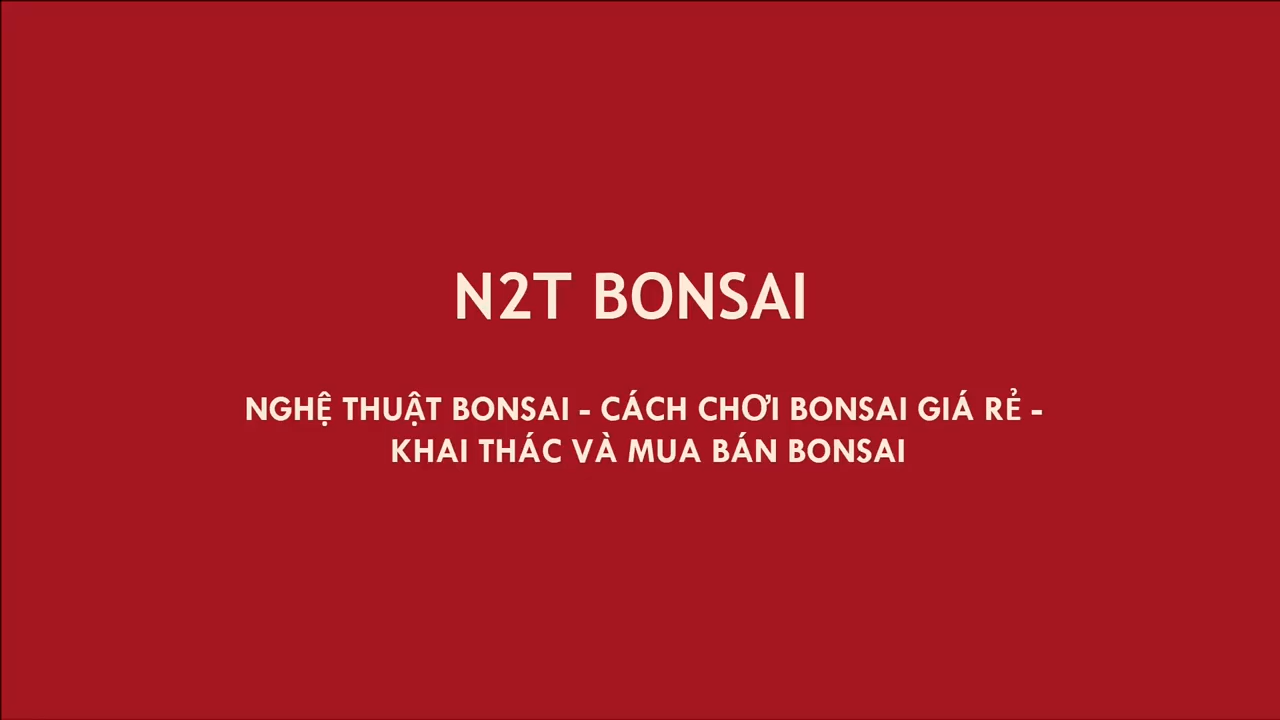 N2T BONSAI
NGHỆ THUẬT BONSAI - CÁCH CHƠI BONSAI GIÁ RẺ -
KHAI THÁC VÀ MUA BÁN BONSAI